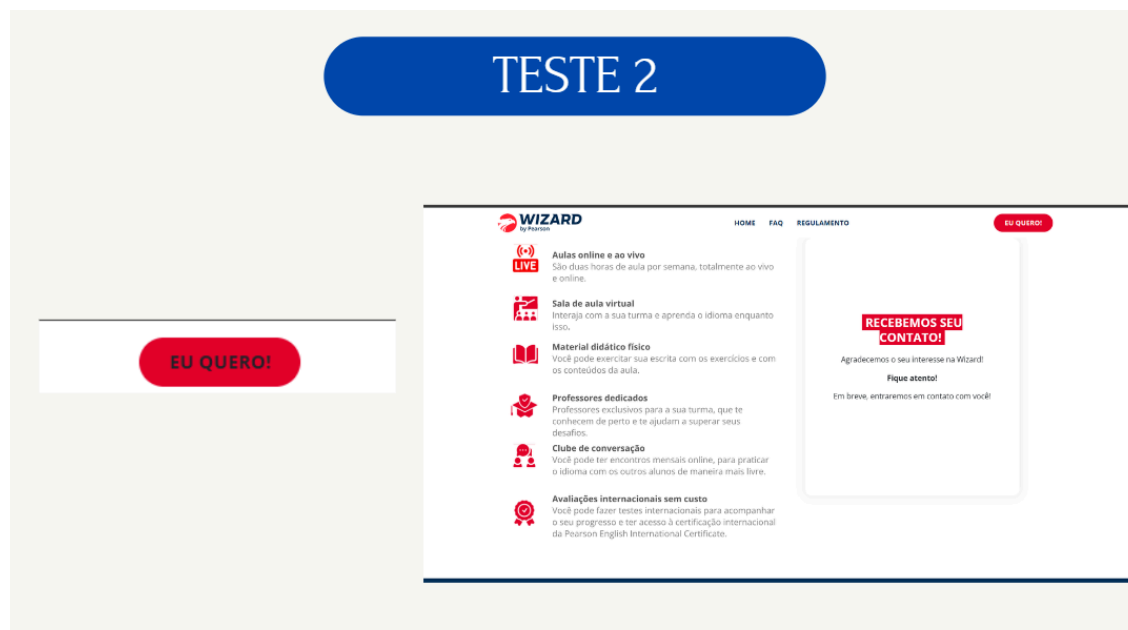 TESTE 2
EU QUERO!
WIZARD
by Pearson
HOME FAQ REGULAMENTO
EU QUERO!
LIVE
Aulas online e ao vivo
São duas horas de aula por semana, totalmente ao vivo
e online.
Sala de aula virtual
Interaja com a sua turma e aprenda o idioma enquanto
isso.
Material didático físico
Você pode exercitar sua escrita com os exercícios e com
os conteúdos da aula.
Professores dedicados
Professores exclusivos para a sua turma, que te
conhecem de perto e te ajudam a superar seus
desafios.
Clube de conversação
Você pode ter encontros mensais online, para praticar
o idioma com os outros alunos de maneira mais livre.
Avaliações internacionais sem custo
Você pode fazer testes internacionais para acompanhar
o seu progresso e ter acesso à certificação internacional
da Pearson English International Certificate.
RECEBEMOS SEU
CONTATO!
Agradecemos o seu interesse na Wizard!
Fique atento!
Em breve, entraremos em contato com você!